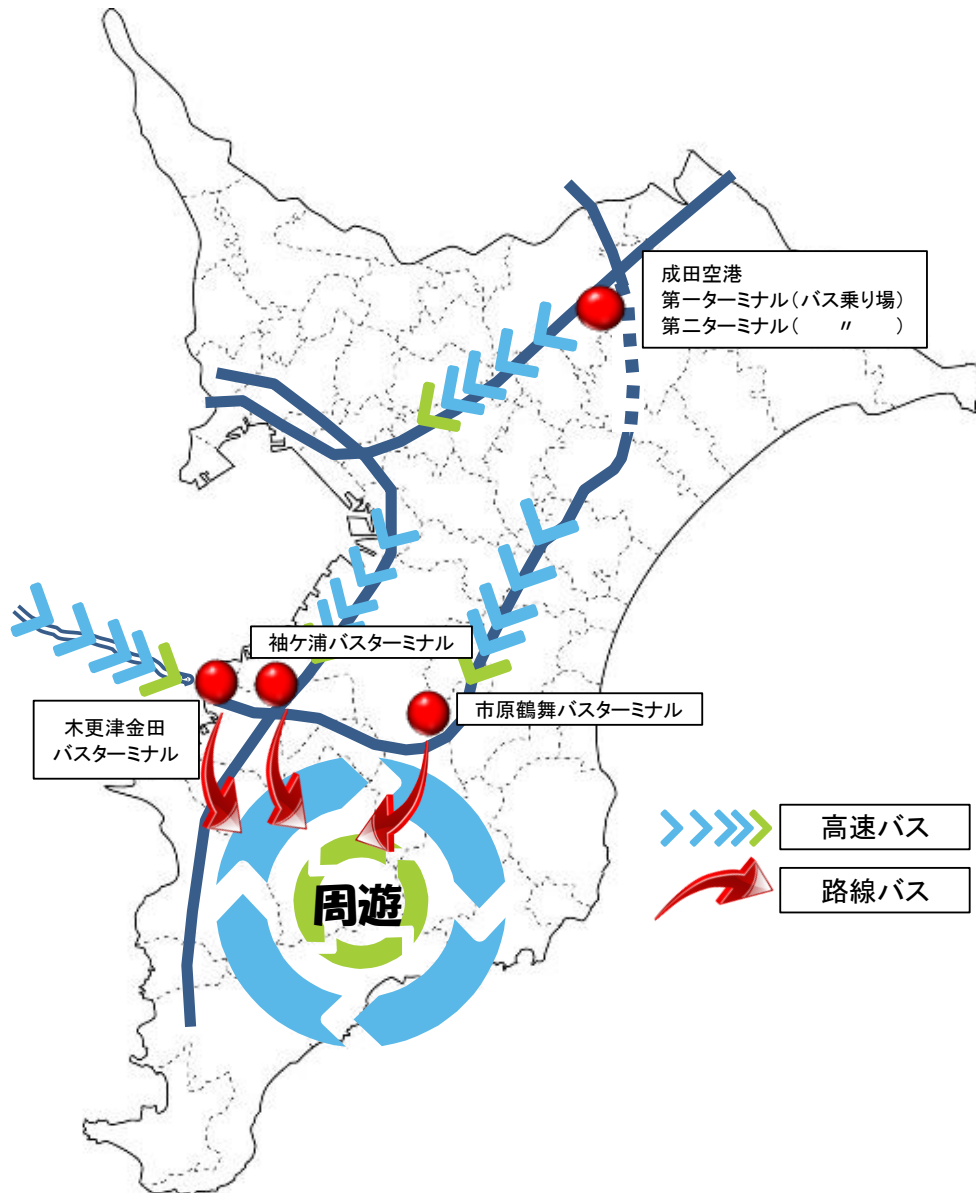 成田空港
第一ターミナル(バス乗り場)
第二ターミナル(　　〃　　)
袖ケ浦バスターミナル
木更津金田
バスターミナル
市原鶴舞バスターミナル
高速バス
路線バス
周遊